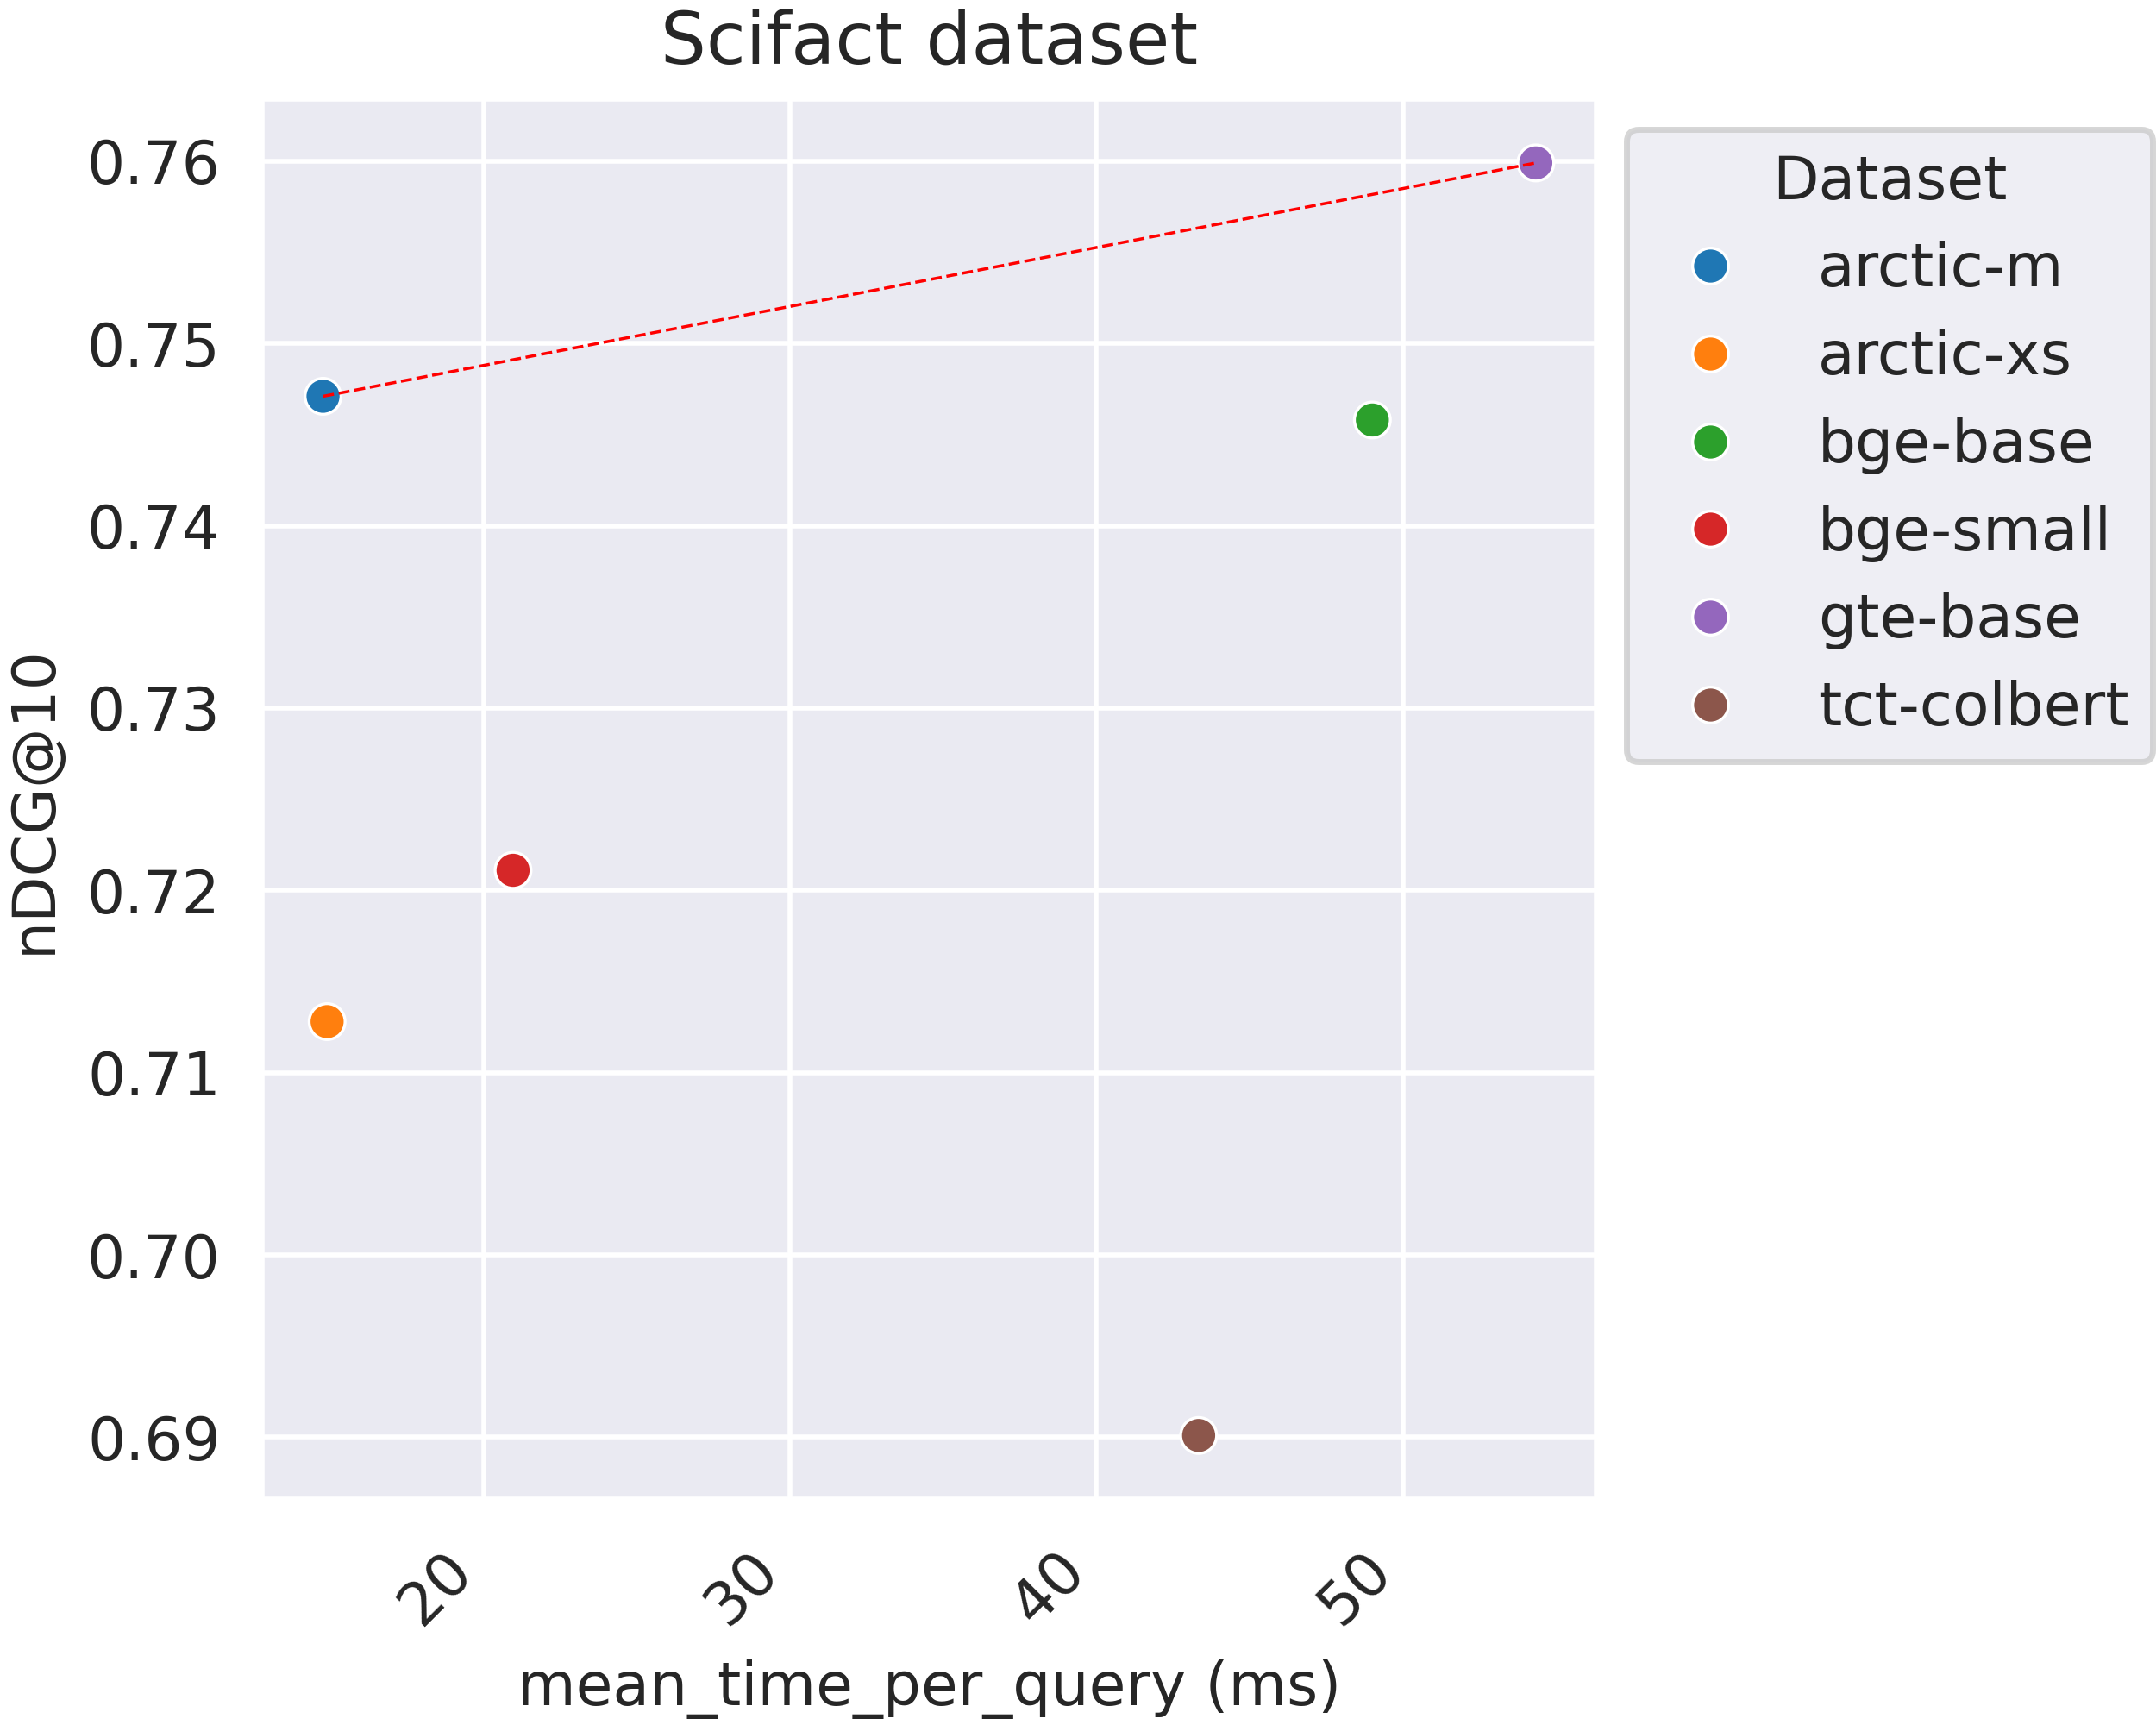 Scifact dataset
nDCG@10
0.76
0.75
0.74
0.73
0.72
0.71
0.70
0.69
20
30
40
50
mean_time_per_query (ms)
Dataset
arctic-m
arctic-xs
bge-base
bge-small
gte-base
tct-colbert